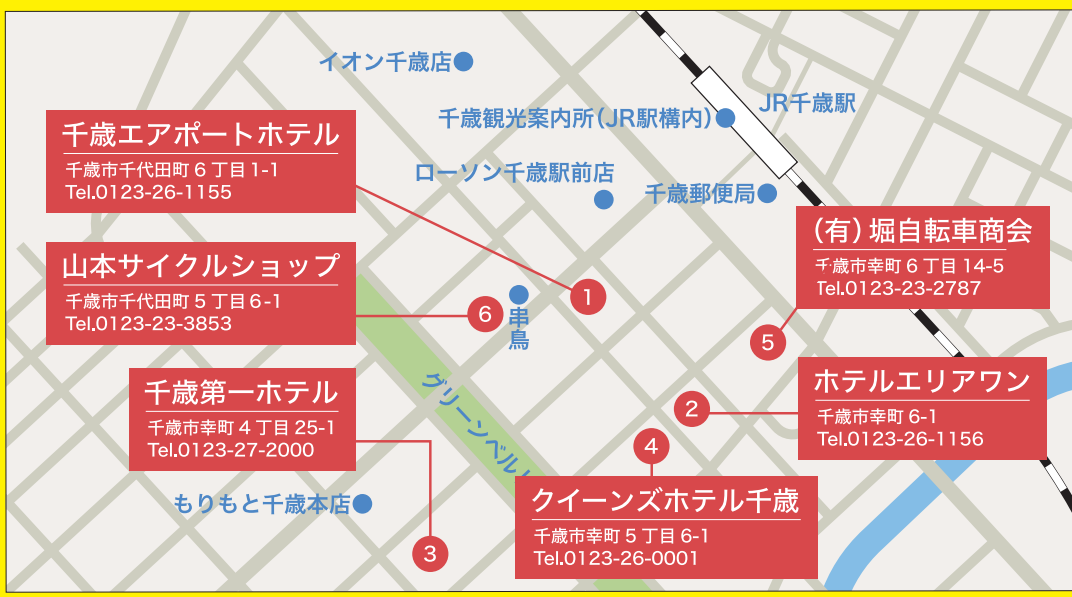 イオン千歳店
JR千歳駅
千歳観光案内所(JR駅構内)
ローソン千歳駅前店
千歳郵便局
千歳エアポートホテル
千歳市千代田町6丁目1-1
Tel.0123-26-1155
山本サイクルショップ
千歳市千代田町5丁目6-1
Tel.0123-23-3853
(有)堀自転車商会
千歳市幸町6丁目14-5
Tel.0123-23-2787
1
6
串鳥
5
千歳第一ホテル
千歳市幸町4丁目25-1
Tel.0123-27-2000
グリーンベル
ホテルエリアワン
千歳市幸町6-1
Tel.0123-26-1156
2
4
もりもと千歳本店
クイーンズホテル千歳
千歳市幸町5丁目6-1
Tel.0123-26-0001
3